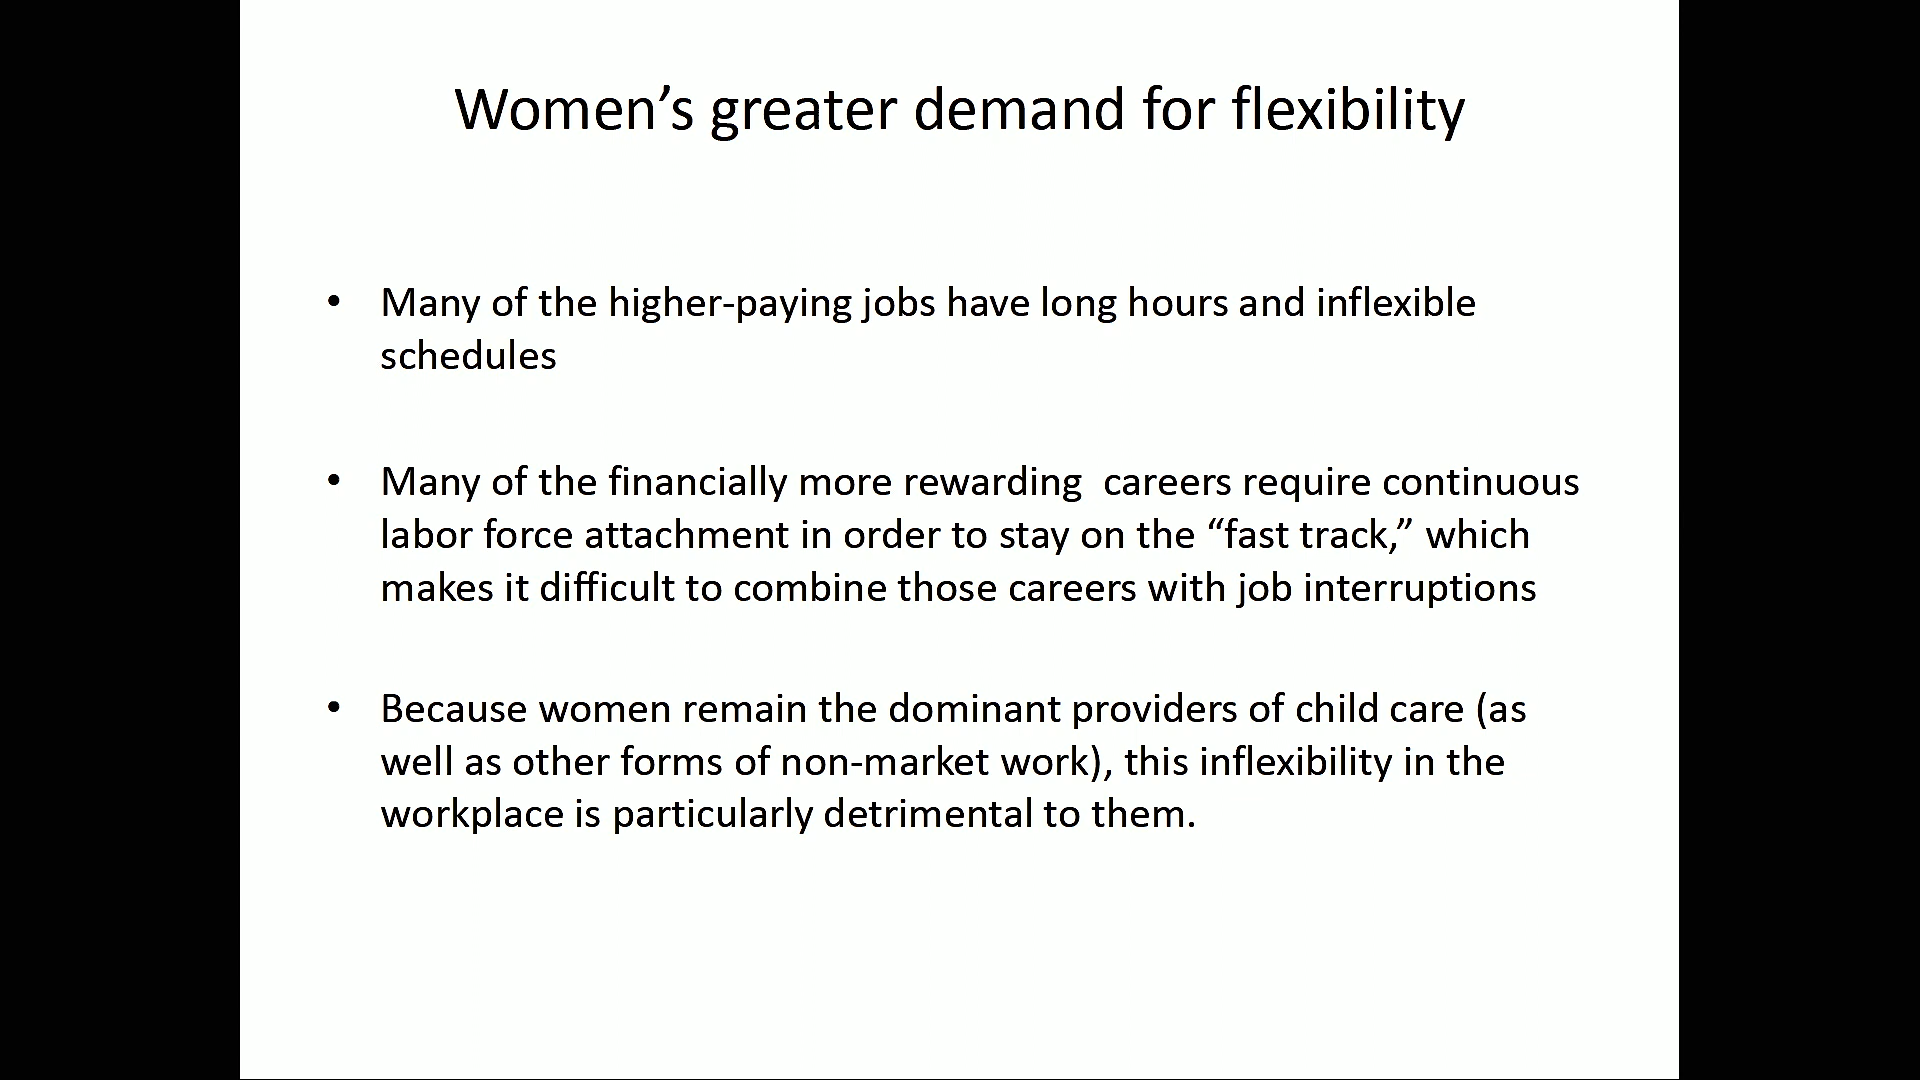 Women’s greater demand for flexibility
• Many of the higher-paying jobs have long hours and inflexible
schedules
• Many of the financially more rewarding  careers require continuous
labor force attachment in order to stay on the “fast track,” which
makes it difficult to combine those careers with job interruptions
• Because women remain the dominant providers of child care (as
well as other forms of non-market work), this inflexibility in the
workplace is particularly detrimental to them.